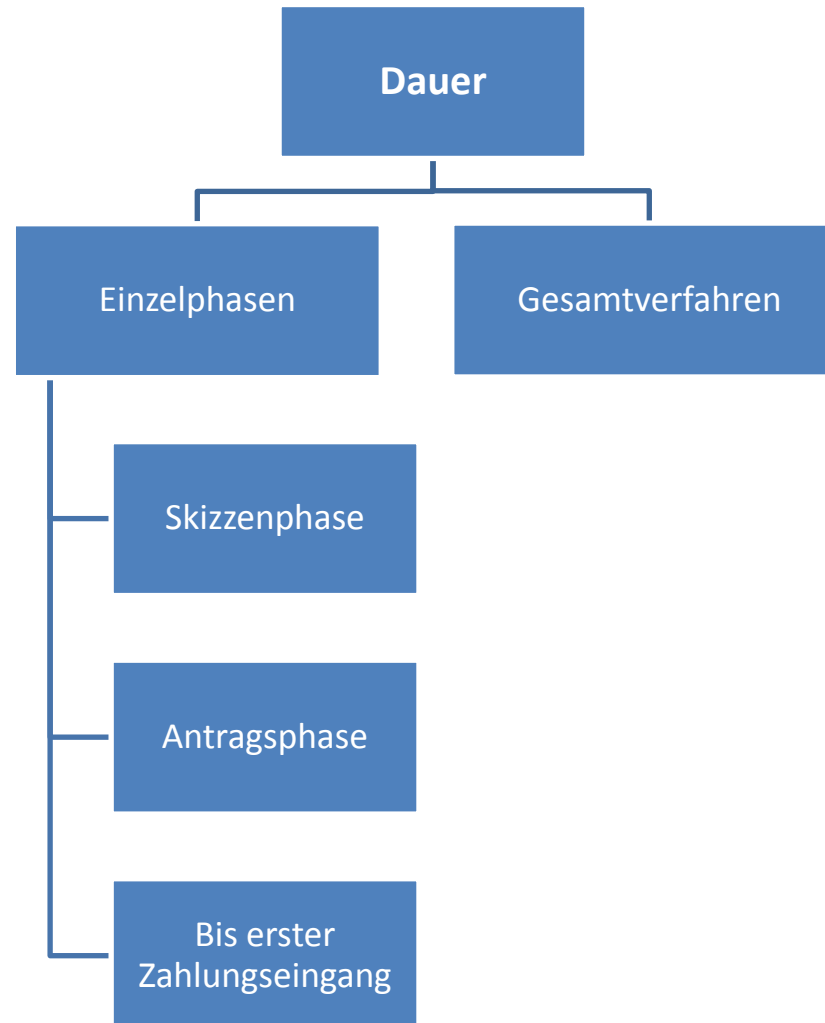 Dauer
Einzelphasen
Gesamtverfahren
Skizzenphase
Antragsphase
Bis erster
Zahlungseingang